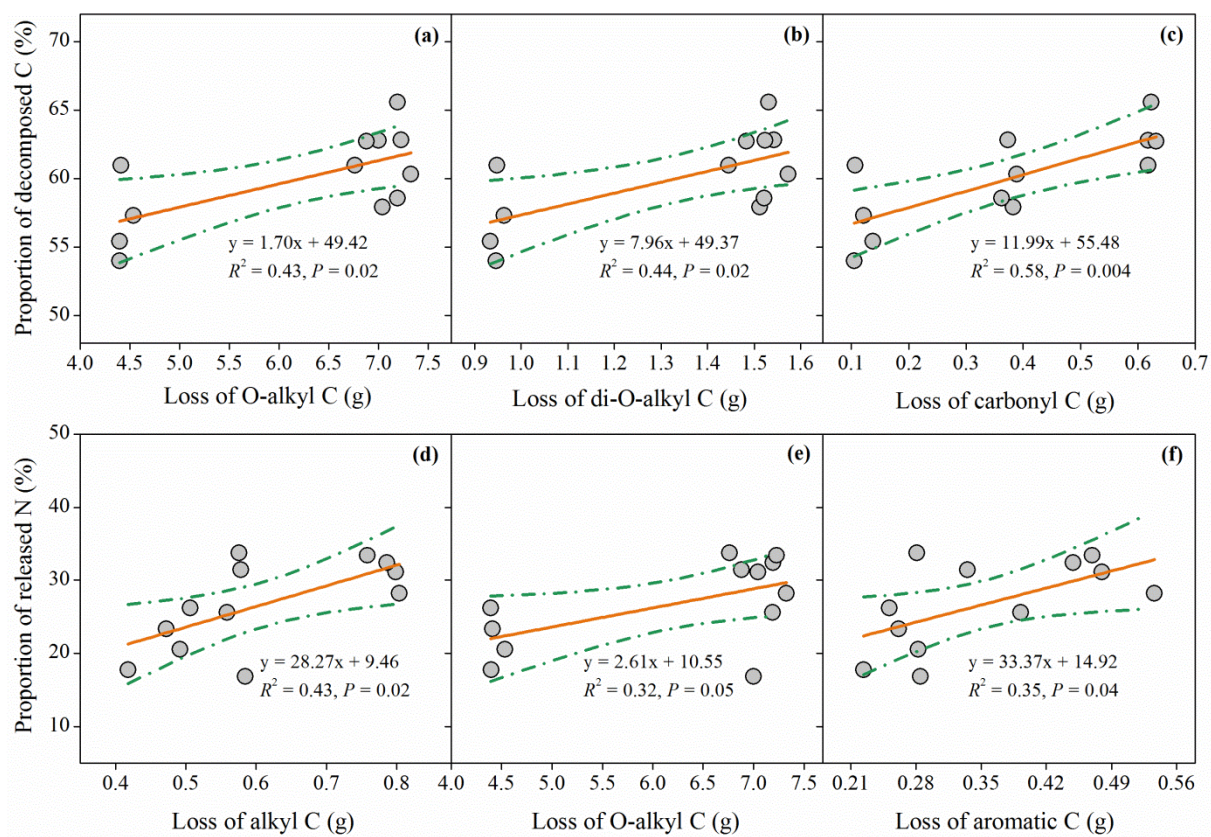 Proportion of decomposed C (%)
70
65
60
55
50
(a)
y = 1.70x + 49.42
R² = 0.43, P = 0.02
4.0 4.5 5.0 5.5 6.0 6.5 7.0 7.5
Loss of O-alkyl C (g)
(b)
y = 7.96x + 49.37
R² = 0.44, P = 0.02
0.9 1.0 1.1 1.2 1.3 1.4 1.5 1.6
Loss of di-O-alkyl C (g)
(c)
y = 11.99x + 55.48
R² = 0.58, P = 0.004
0.1 0.2 0.3 0.4 0.5 0.6 0.7
Loss of carbonyl C (g)
Proportion of released N (%)
50
40
30
20
10
(d)
y = 28.27x + 9.46
R² = 0.43, P = 0.02
0.4 0.5 0.6 0.7 0.8
Loss of alkyl C (g)
(e)
y = 2.61x + 10.55
R² = 0.32, P = 0.05
4.0 4.5 5.0 5.5 6.0 6.5 7.0 7.5
Loss of O-alkyl C (g)
(f)
y = 33.37x + 14.92
R² = 0.35, P = 0.04
0.21 0.28 0.35 0.42 0.49 0.56
Loss of aromatic C (g)